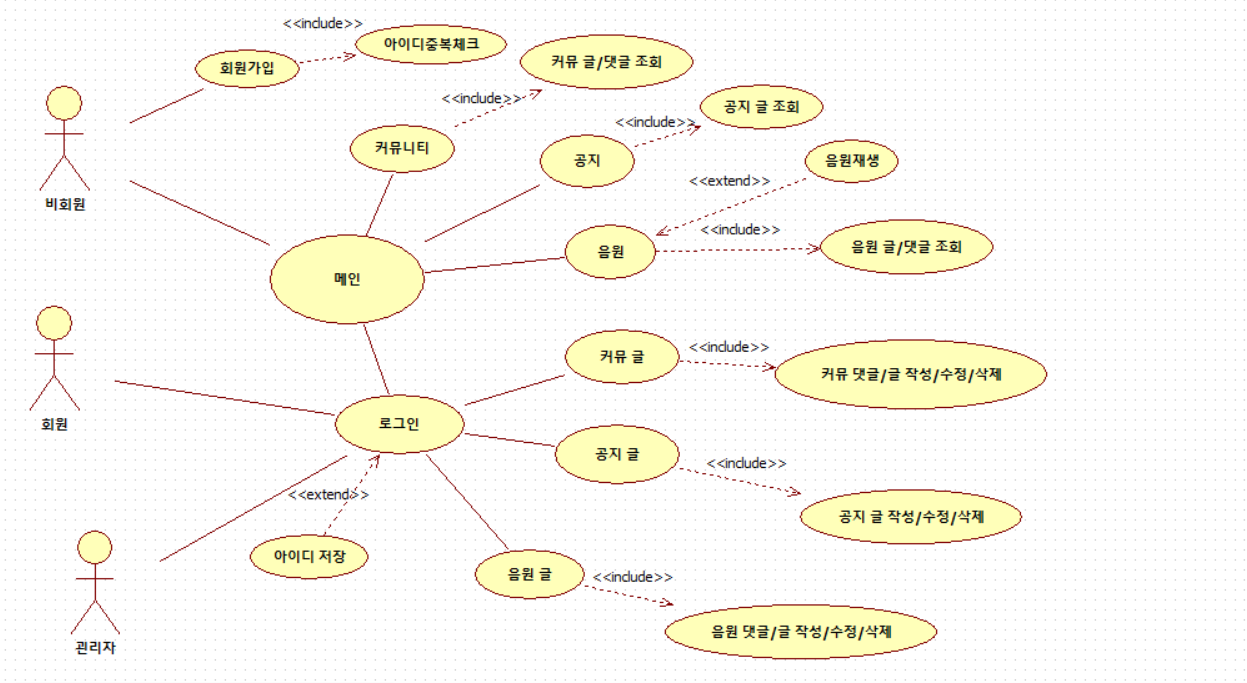 <<include>>
아이디중복체크
회원가입
커뮤 글/댓글 조회
<<include>>
공지 글 조회
<<include>>
커뮤니티
공지
음원재생
<<extend>>
비회원
<<include>>
음원
음원 글/댓글 조회
메인
커뮤 글
<<include>>
커뮤 댓글/글 작성/수정/삭제
회원
로그인
공지 글
<<include>>
<<extend>>
공지 글 작성/수정/삭제
아이디 저장
음원 글
<<include>>
음원 댓글/글 작성/수정/삭제
관리자